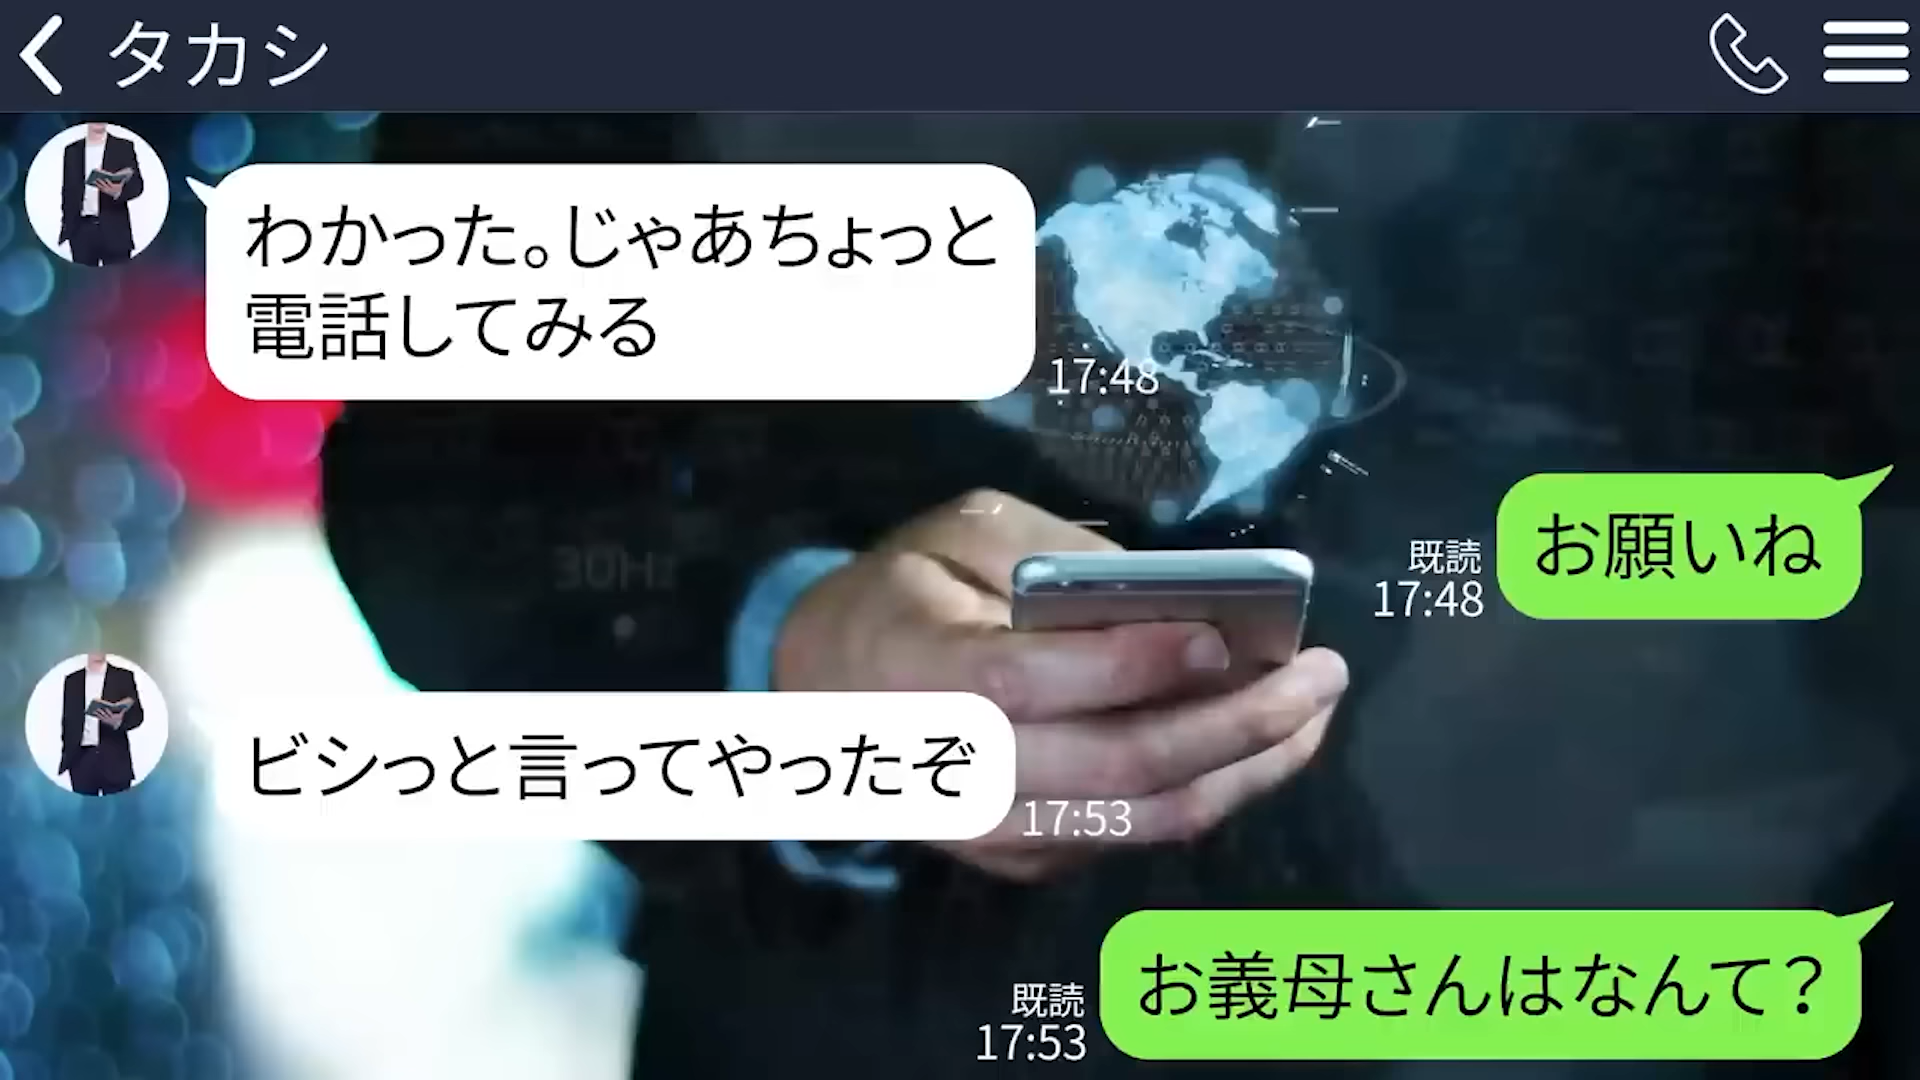 タカシ
わかった。じゃあちょっと
電話してみる
17:48
お願いね
既読
17:48
30Hz
ビシっと言ってやったぞ
17:53
お義母さんはなんて？
既読
17:53